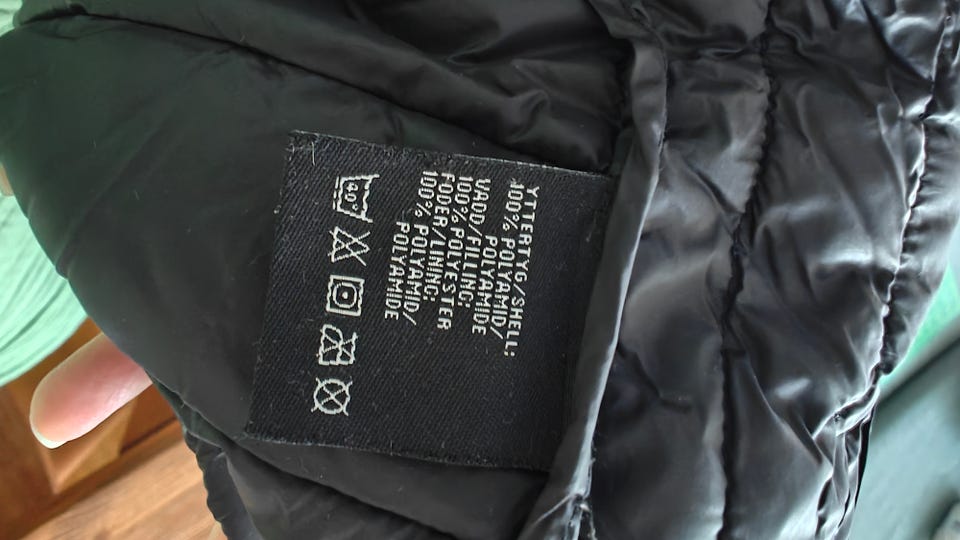 YTTERTYG/SHELL:
100% POLYAMID/
POLYAMIDE
VADD/FILLING:
100% POLYESTER
FODER/LINING:
100% POLYAMID/
POLYAMIDE
40°